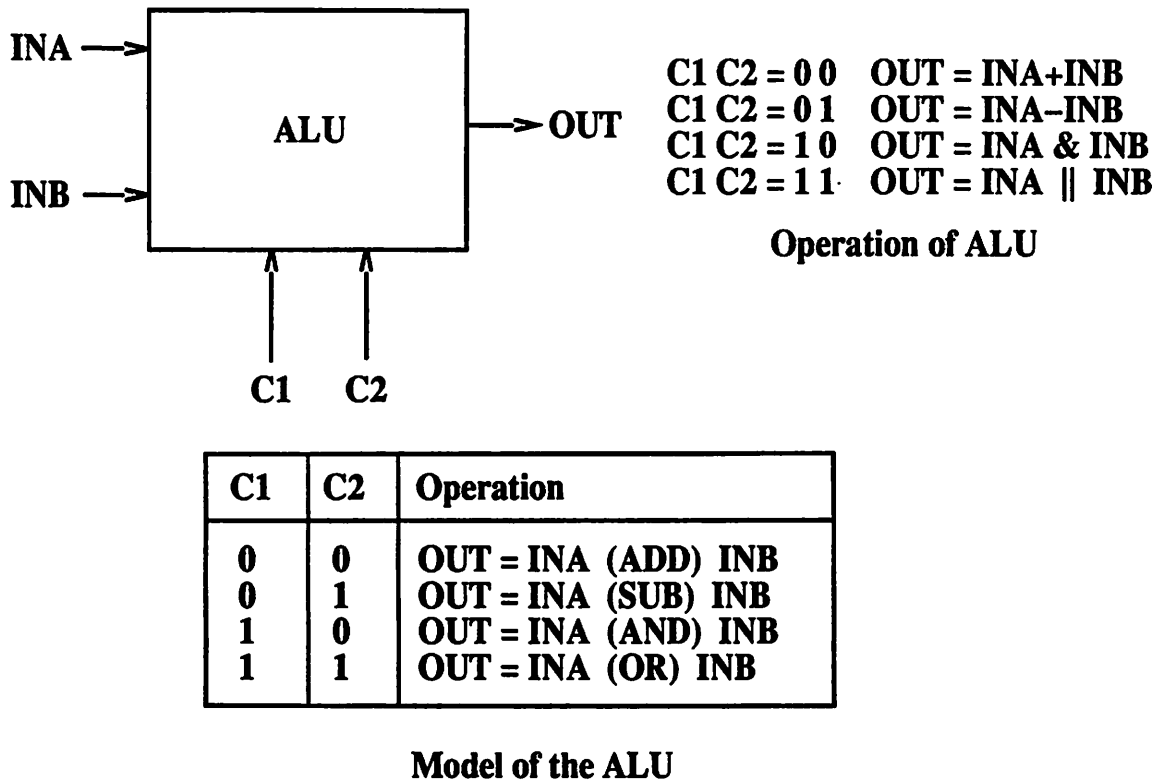 INA
INB
ALU
OUT
C1 C2
C1 C2 = 0 0 OUT = INA+INB
C1 C2 = 0 1 OUT = INA–INB
C1 C2 = 1 0 OUT = INA & INB
C1 C2 = 1 1 OUT = INA || INB
Operation of ALU
C1 C2 Operation
0 0 OUT = INA (ADD) INB
0 1 OUT = INA (SUB) INB
1 0 OUT = INA (AND) INB
1 1 OUT = INA (OR) INB
Model of the ALU